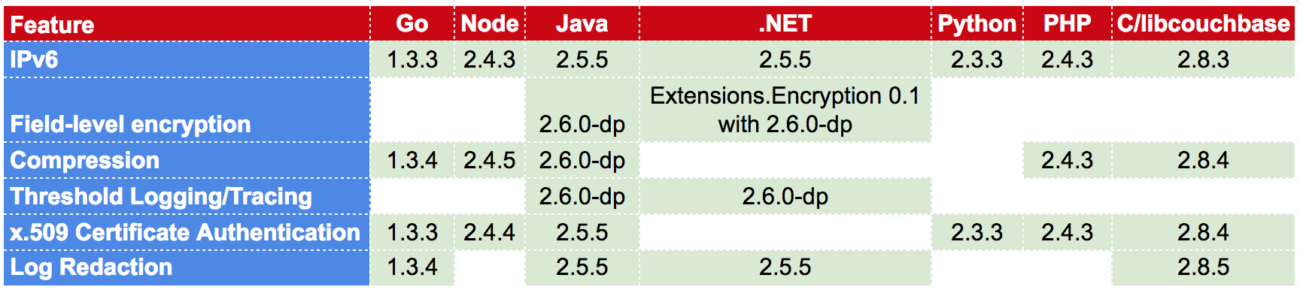 Feature Go Node Java .NET Python PHP C/libcouchbase
IPv6 1.3.3 2.4.3 2.5.5 2.5.5 2.3.3 2.4.3 2.8.3
Extensions.Encryption 0.1
Field-level encryption 2.6.0-dp with 2.6.0-dp
Compression 1.3.4 2.4.5 2.6.0-dp 2.4.3 2.8.4
Threshold Logging/Tracing 2.6.0-dp 2.6.0-dp
x.509 Certificate Authentication 1.3.3 2.4.4 2.5.5 2.3.3 2.4.3 2.8.4
Log Redaction 1.3.4 2.5.5 2.5.5 2.8.5